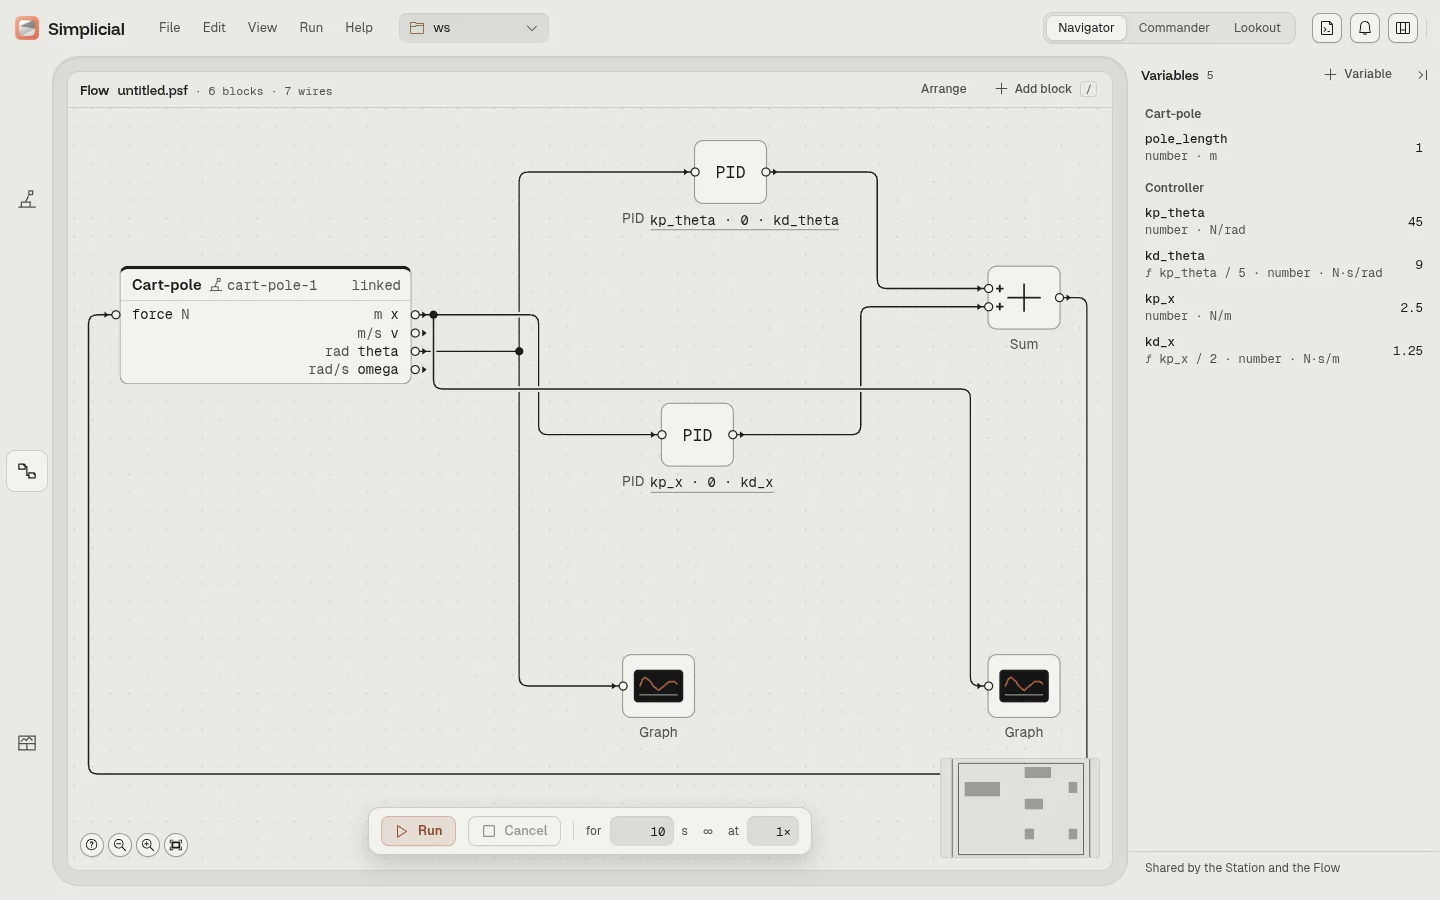 Simplicial
File
Edit
View
Run
Help
ws
Navigator
Commander
Lookout
Flow untitled.psf · 6 blocks · 7 wires
Arrange
Add block /
Variables 5
Variable
Cart-pole
pole_length
number · m
1
Controller
kp_theta
number · N/rad
45
kd_theta
f kp_theta / 5 · number · N·s/rad
9
kp_x
number · N/m
2.5
kd_x
f kp_x / 2 · number · N·s/m
1.25
PID
PID kp_theta · 0 · kd_theta
Cart-pole cart-pole-1 linked
force N
m x
m/s v
rad theta
rad/s omega
+
+
Sum
PID
PID kp_x · 0 · kd_x
Graph
Graph
Run
Cancel
for 10 s ∞ at 1×
?
Shared by the Station and the Flow